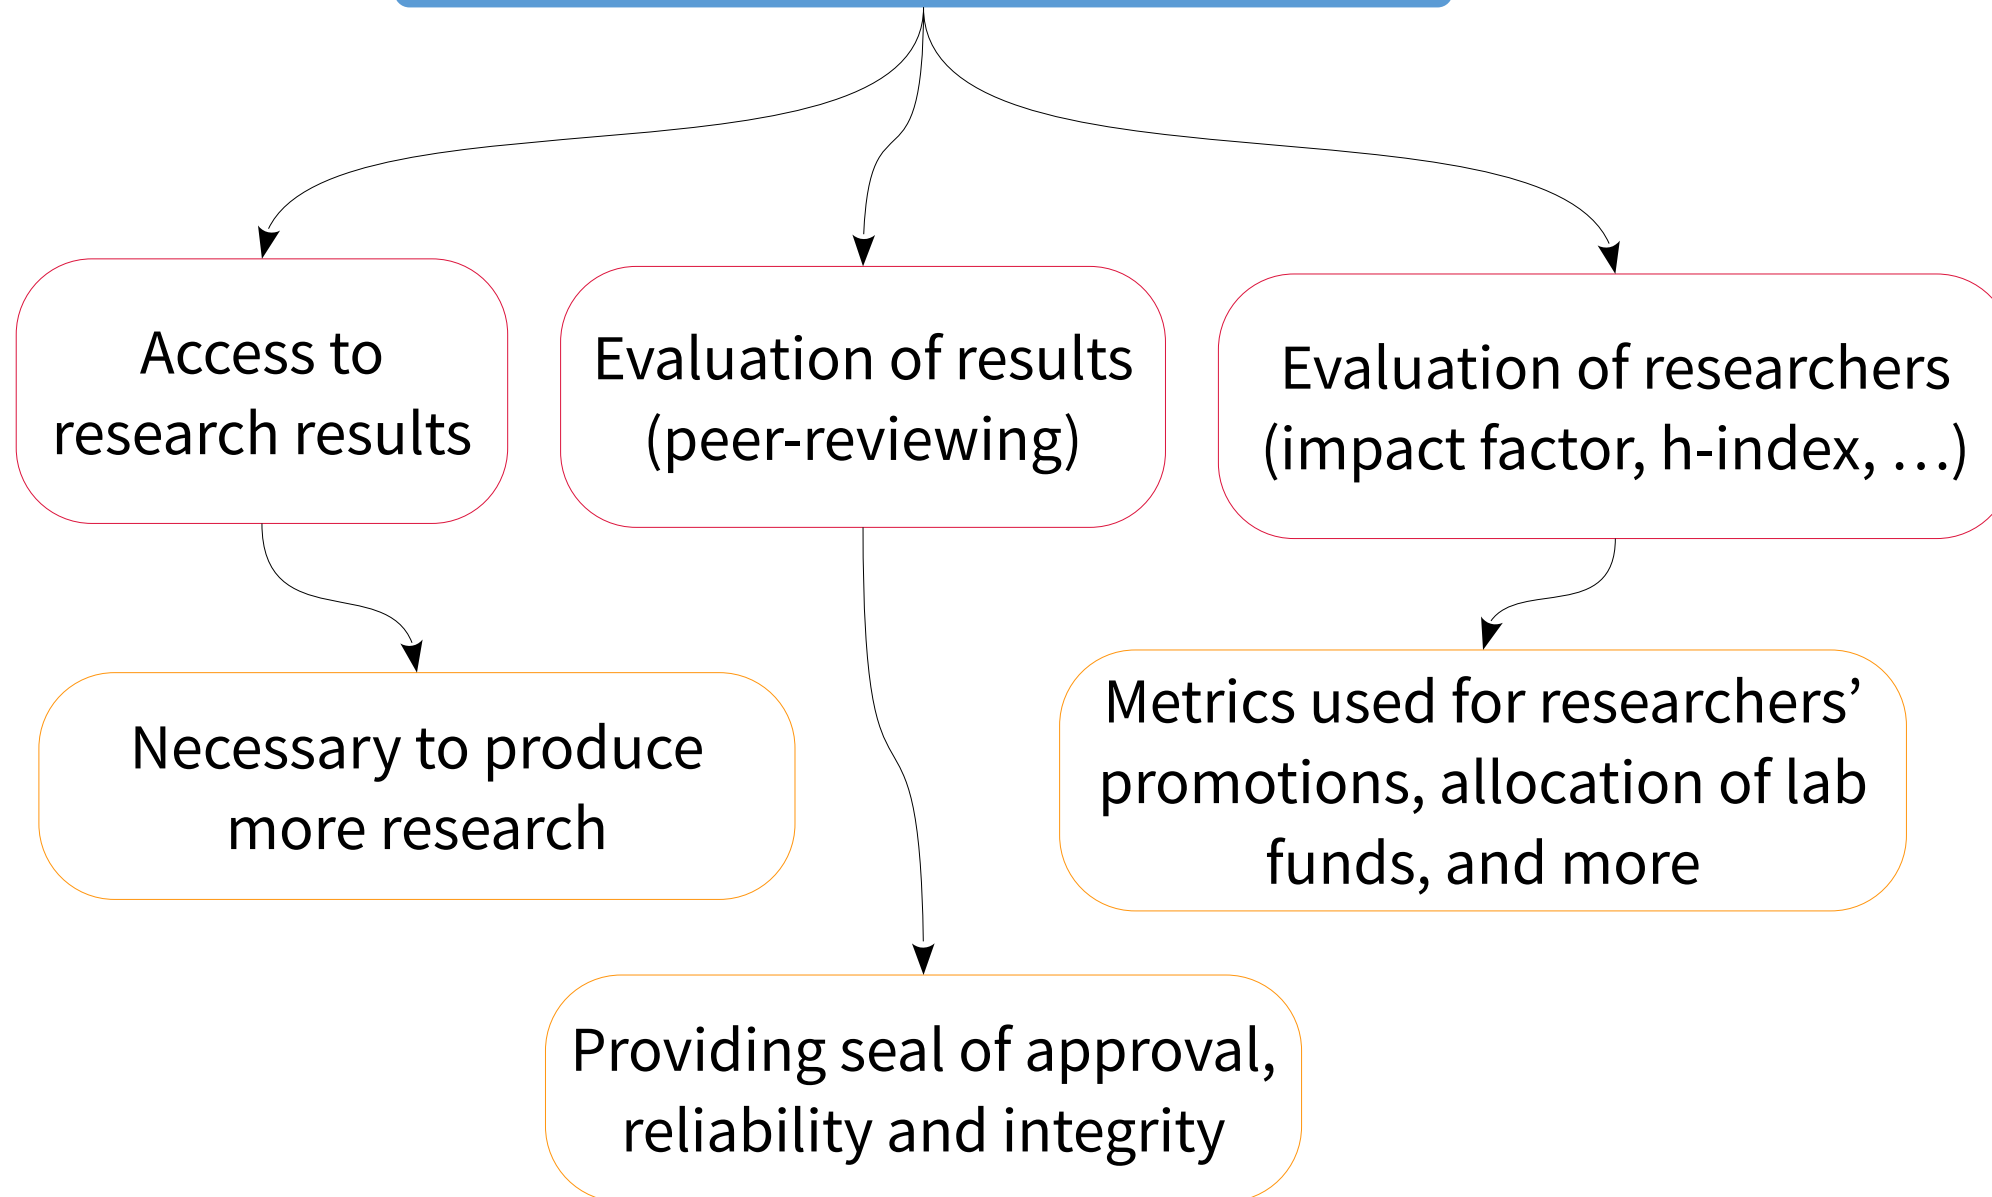 Access to
research results
Evaluation of results
(peer-reviewing)
Evaluation of researchers
(impact factor, h-index, …)
Necessary to produce
more research
Metrics used for researchers’
promotions, allocation of lab
funds, and more
Providing seal of approval,
reliability and integrity